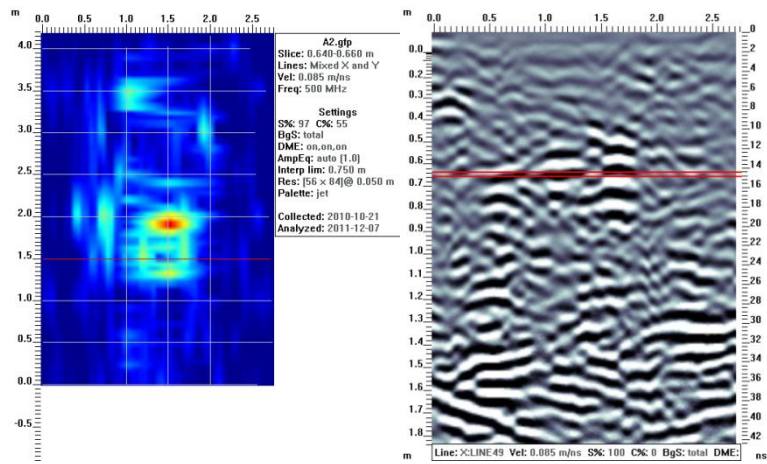 m
0.0 0.5 1.0 1.5 2.0 2.5
4.0
3.5
3.0
2.5
2.0
1.5
1.0
0.5
0.0
-0.5
m
A2.gfp
Slice: 0.640-0.660 m
Lines: Mixed X and Y
Vel: 0.085 m/ns
Freq: 500 MHz
Settings
S%: 97 C%: 55
BgS: total
DME: on,on,on
AmpEq: auto [1.0]
Interp lim: 0.750 m
Res: [56 x 84]@ 0.050 m
Palette: jet
Collected: 2010-10-21
Analyzed: 2011-12-07
m
0.0 0.5 1.0 1.5 2.0 2.5
0.0
0.1
0.2
0.3
0.4
0.5
0.6
0.7
0.8
0.9
1.0
1.1
1.2
1.3
1.4
1.5
1.6
1.7
1.8
m
0
2
4
6
8
10
12
14
16
18
20
22
24
26
28
30
32
34
36
38
40
42
ns
Line: X:LINE49 Vel: 0.085 m/ns S%: 100 C%: 0 BgS: total DME: